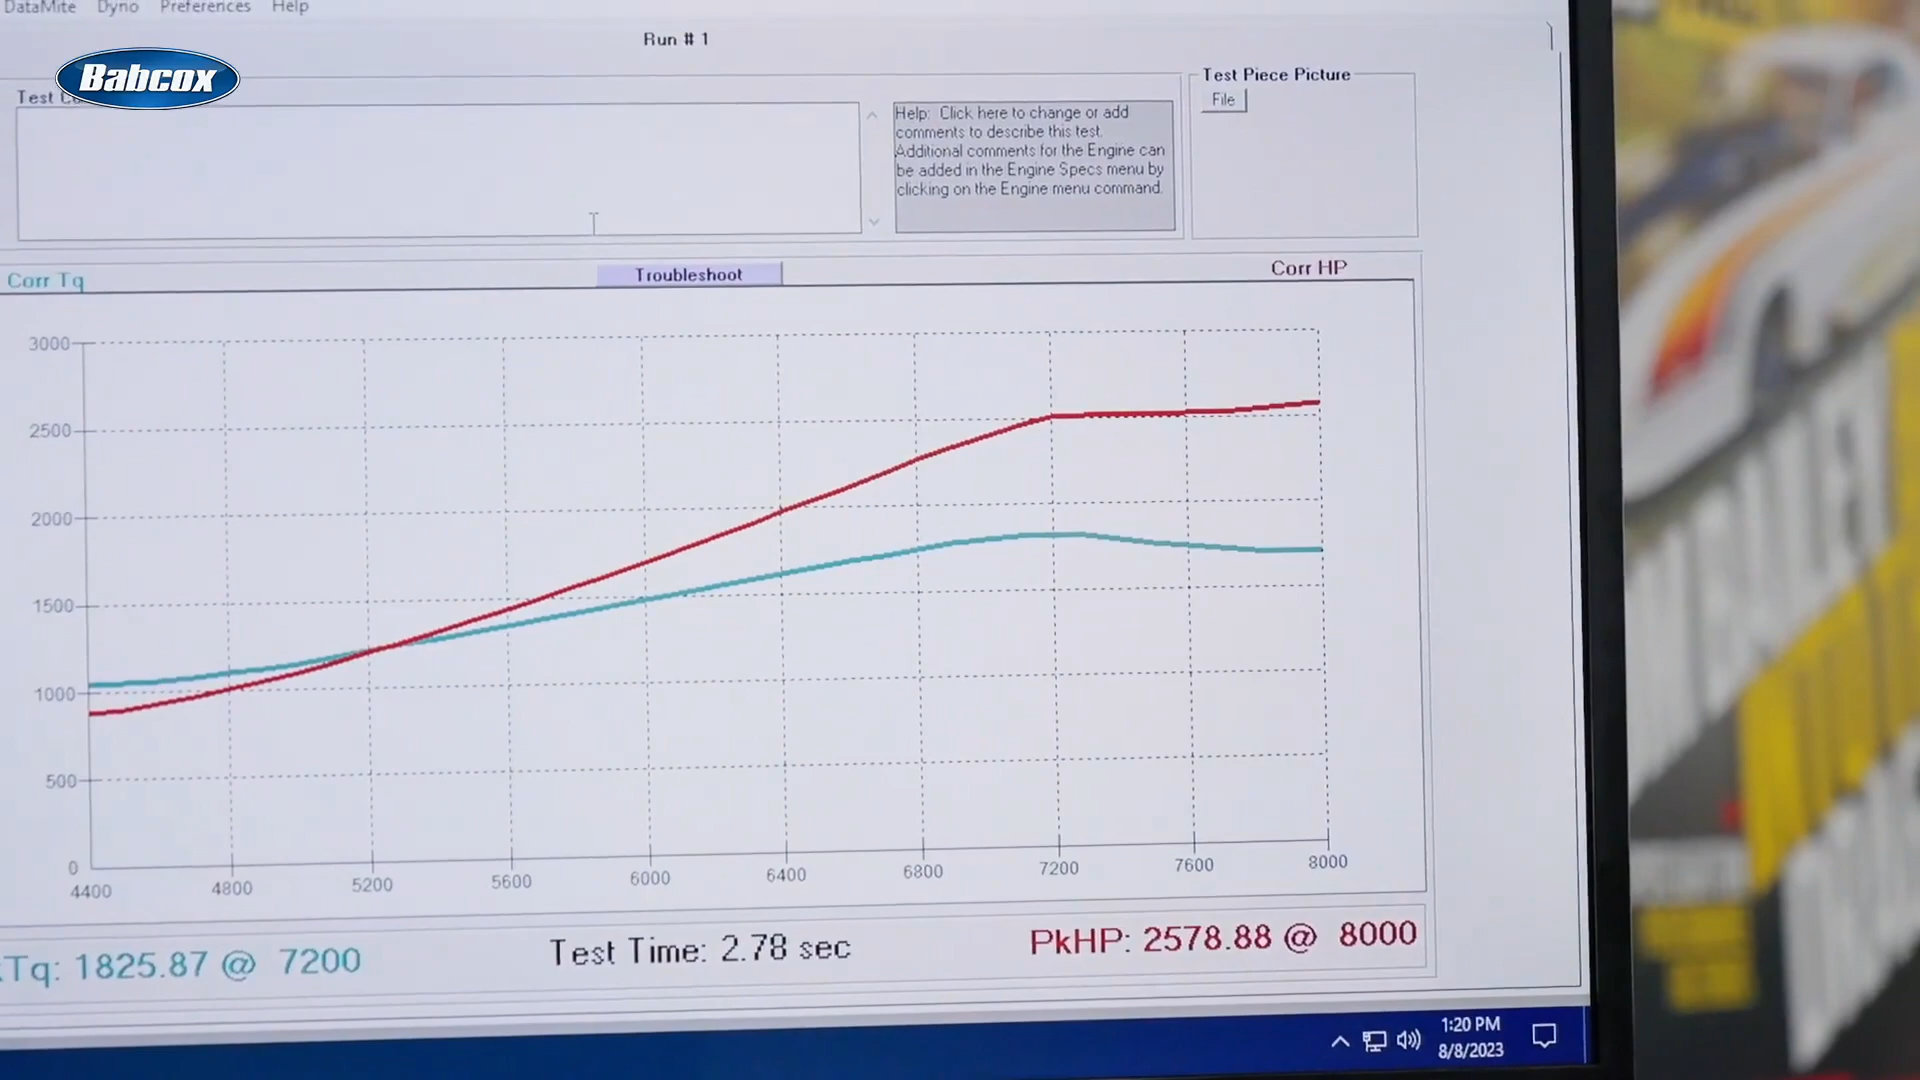 DataMite Dyno Preferences Help
Run # 1
Babcox
Test
Help: Click here to change or add
comments to describe this test.
Additional comments for the Engine can
be added in the Engine Specs menu by
clicking on the Engine menu command.
Test Piece Picture
File
Corr Tq
Troubleshoot
Corr HP
3000
2500
2000
1500
1000
500
0
4400 4800 5200 5600 6000 6400 6800 7200 7600 8000
Tq: 1825.87 @ 7200
Test Time: 2.78 sec
PkHP: 2578.88 @ 8000
1:20 PM
8/8/2023